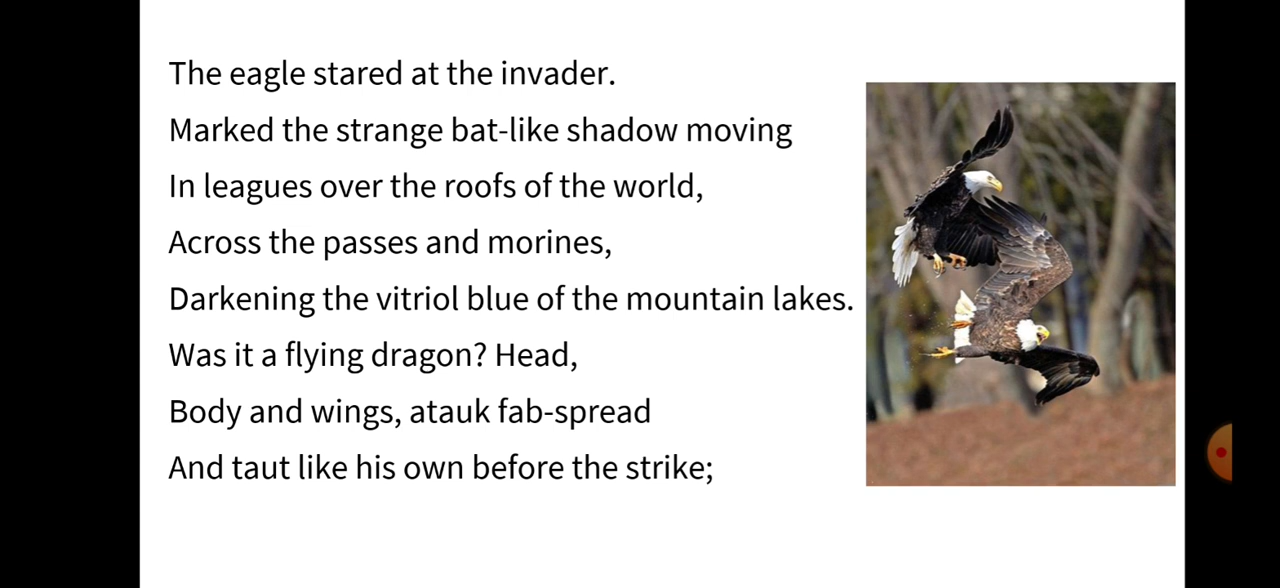 The eagle stared at the invader.
Marked the strange bat-like shadow moving
In leagues over the roofs of the world,
Across the passes and morines,
Darkening the vitriol blue of the mountain lakes.
Was it a flying dragon? Head,
Body and wings, atauk fab-spread
And taut like his own before the strike;